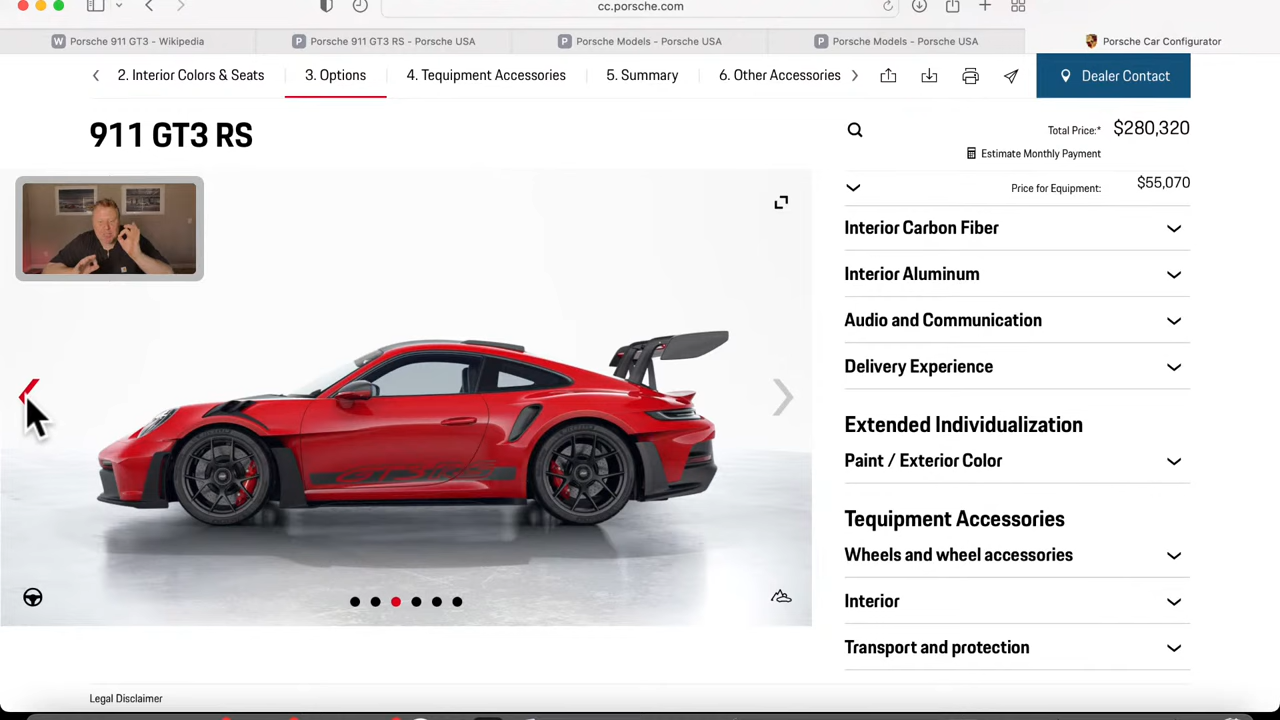 cc.porsche.com
W Porsche 911 GT3 - Wikipedia
P Porsche 911 GT3 RS - Porsche USA
P Porsche Models - Porsche USA
P Porsche Models - Porsche USA
Porsche Car Configurator
2. Interior Colors & Seats
3. Options
4. Tequipment Accessories
5. Summary
6. Other Accessories
Dealer Contact
911 GT3 RS
Total Price:* $280,320
Estimate Monthly Payment
Price for Equipment: $55,070
Interior Carbon Fiber
Interior Aluminum
Audio and Communication
Delivery Experience
Extended Individualization
Paint / Exterior Color
Tequipment Accessories
Wheels and wheel accessories
Interior
Transport and protection
GT3 RS
Legal Disclaimer